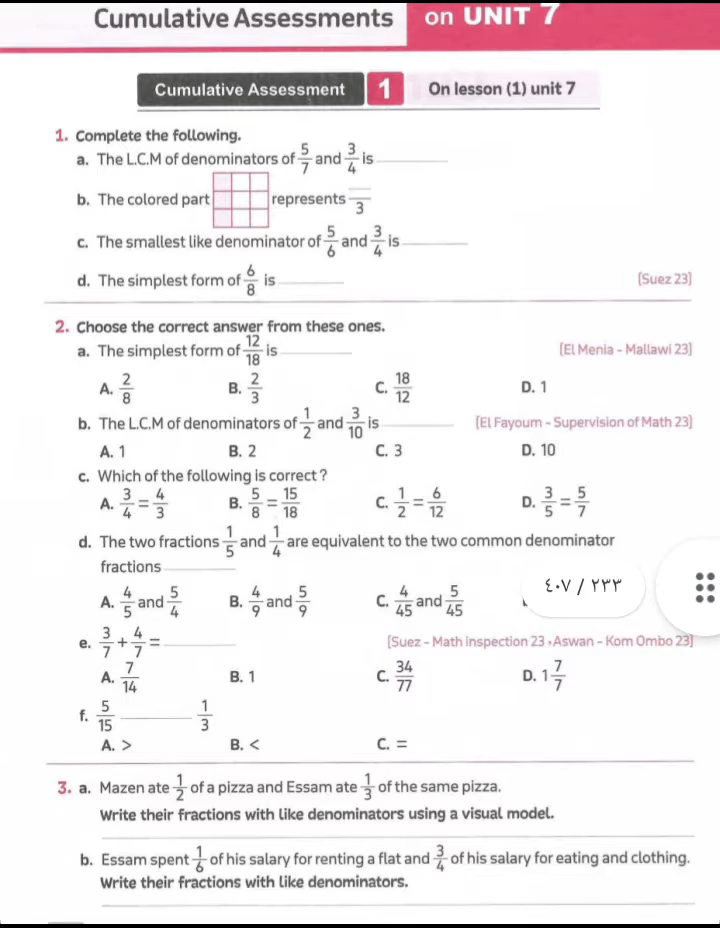 Cumulative Assessments on UNIT 7
Cumulative Assessment 1 On lesson (1) unit 7
1. Complete the following.
a. The L.C.M of denominators of 5/7 and 3/4 is ________
b. The colored part represents __/3
c. The smallest like denominator of 5/6 and 3/4 is ________
d. The simplest form of 6/8 is ________ (Suez 23)
2. Choose the correct answer from these ones.
a. The simplest form of 12/18 is ________ (El Menia - Mallawi 23)
A. 2/8 B. 2/3 C. 18/12 D. 1
b. The L.C.M of denominators of 1/2 and 3/10 is ________ (El Fayoum - Supervision of Math 23)
A. 1 B. 2 C. 3 D. 10
c. Which of the following is correct?
A. 3/4 = 4/3 B. 5/8 = 15/18 C. 1/2 = 6/12 D. 3/5 = 5/7
d. The two fractions 1/5 and 1/4 are equivalent to the two common denominator
fractions ________
A. 4/5 and 5/4 B. 4/9 and 5/9 C. 4/45 and 5/45
٤٠٧ / ٢٣٣
e. 3/7 + 4/7 = ________ (Suez - Math inspection 23 , Aswan - Kom Ombo 23)
A. 7/14 B. 1 C. 34/77 D. 1 7/7
f. 5/15 ________ 1/3
A. > B. < C. =
3. a. Mazen ate 1/2 of a pizza and Essam ate 1/3 of the same pizza.
Write their fractions with like denominators using a visual model.
b. Essam spent 1/6 of his salary for renting a flat and 3/4 of his salary for eating and clothing.
Write their fractions with like denominators.